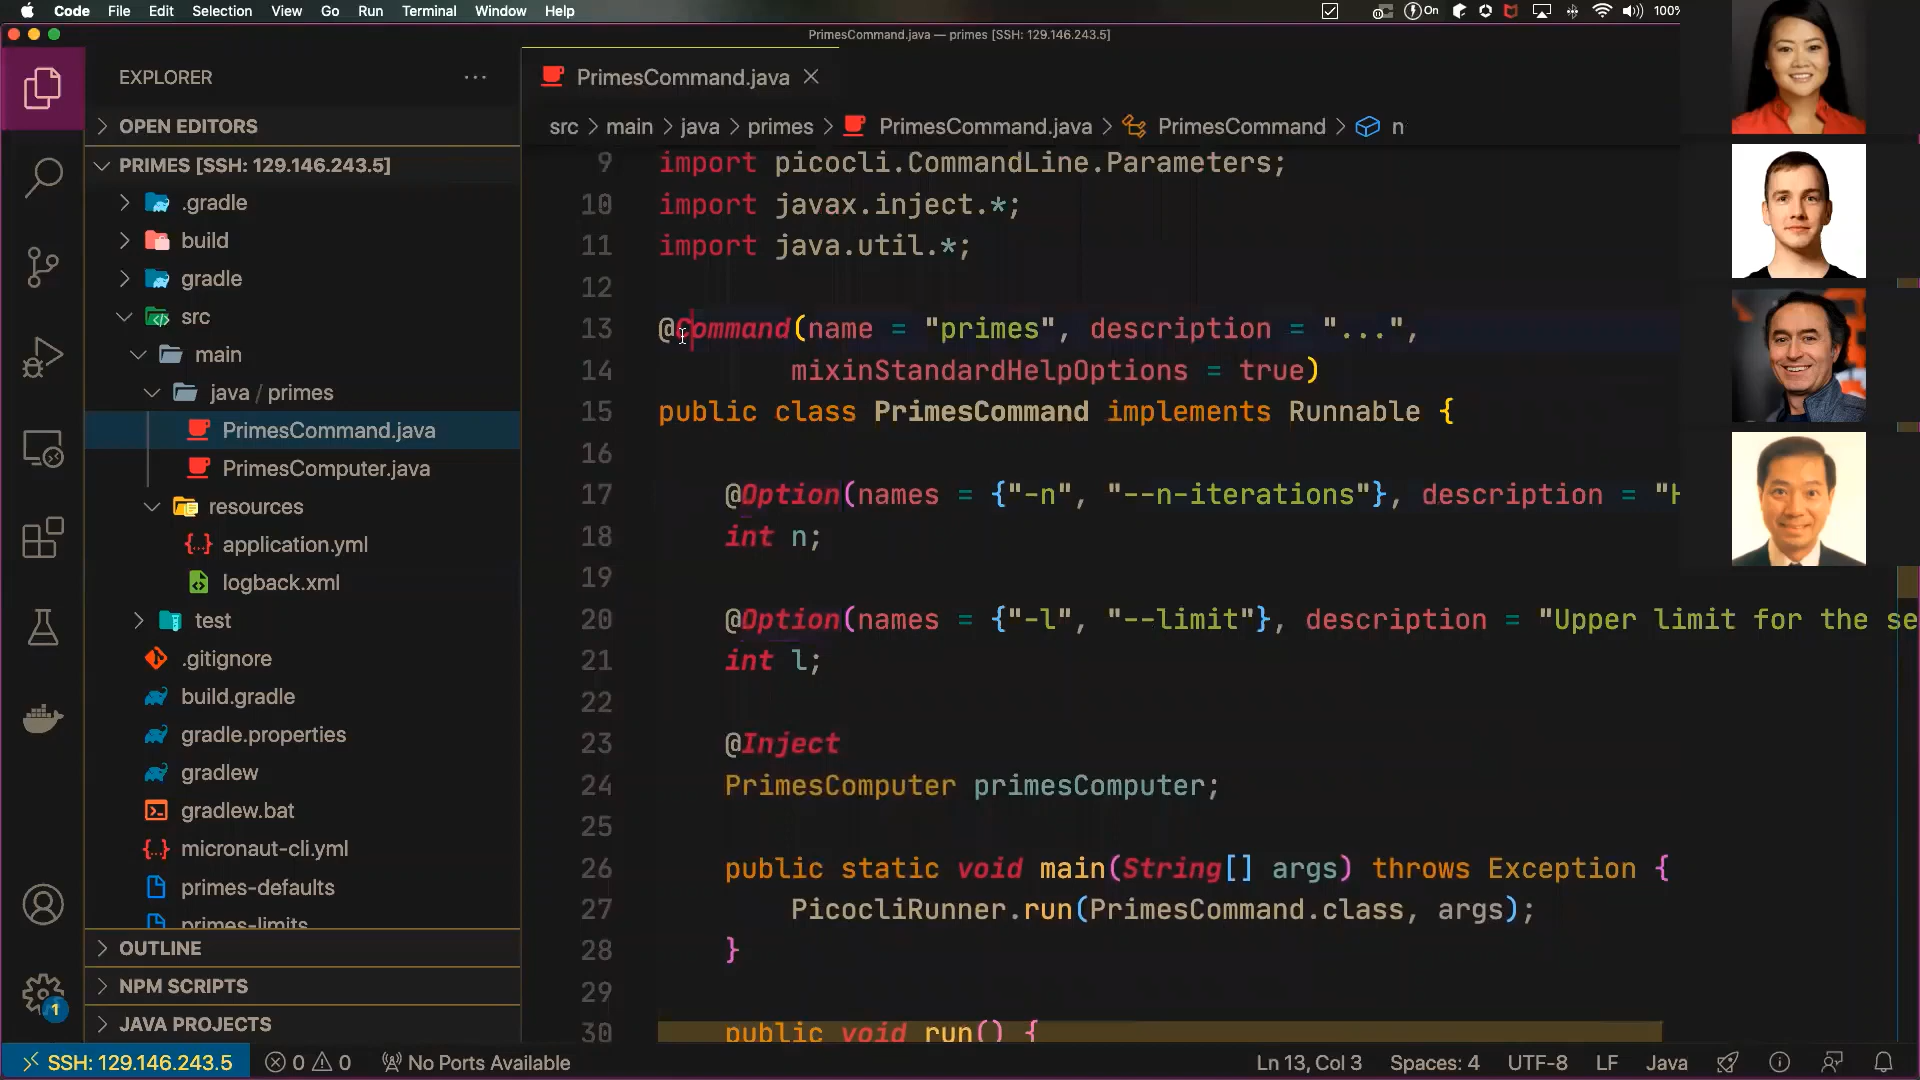 Code File Edit Selection View Go Run Terminal Window Help On 100%
PrimesCommand.java — primes [SSH: 129.146.243.5]
EXPLORER
OPEN EDITORS
PRIMES [SSH: 129.146.243.5]
.gradle
build
gradle
src
main
java / primes
PrimesCommand.java
PrimesComputer.java
resources
application.yml
logback.xml
test
.gitignore
build.gradle
gradle.properties
gradlew
gradlew.bat
micronaut-cli.yml
primes-defaults
primes-limits
OUTLINE
NPM SCRIPTS
JAVA PROJECTS
1
PrimesCommand.java
src > main > java > primes > PrimesCommand.java > PrimesCommand > n
9 import picocli.CommandLine.Parameters;
10 import javax.inject.*;
11 import java.util.*;
12
13 @Command(name = "primes", description = "...",
14 mixinStandardHelpOptions = true)
15 public class PrimesCommand implements Runnable {
16
17 @Option(names = {"-n", "--n-iterations"}, description = "H
18 int n;
19
20 @Option(names = {"-l", "--limit"}, description = "Upper limit for the se
21 int l;
22
23 @Inject
24 PrimesComputer primesComputer;
25
26 public static void main(String[] args) throws Exception {
27 PicocliRunner.run(PrimesCommand.class, args);
28 }
29
30 public void run() {
SSH: 129.146.243.5 0 0 No Ports Available Ln 13, Col 3 Spaces: 4 UTF-8 LF Java